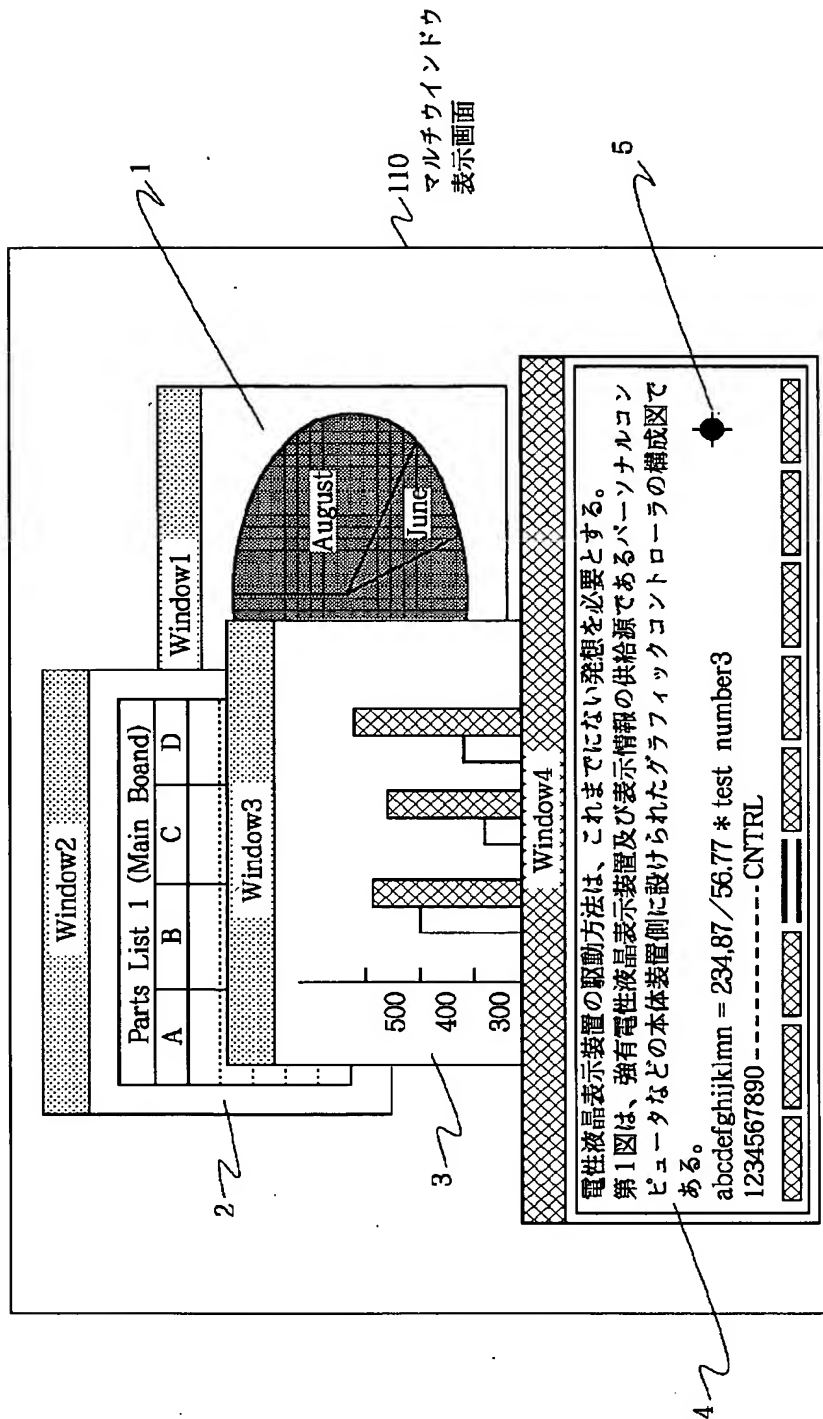 110
マルチウインドウ
表示画面
1
2
3
4
5
Window2
Parts List 1 (Main Boand)
A B C D
Window1
August
June
Window3
500
400
300
Window4
電性液晶表示装置の駆動方法は、これまでにない発想を必要とする。
第1図は、強有電性液晶表示装置及び表示情報の供給源であるパーソナルコン
ピュータなどの本体装置側に設けられたグラフィックコントローラの構成図で
ある。
abcdefghijklmn = 234,87/56.77 * test number3
1234567890 ------------ CNTRL